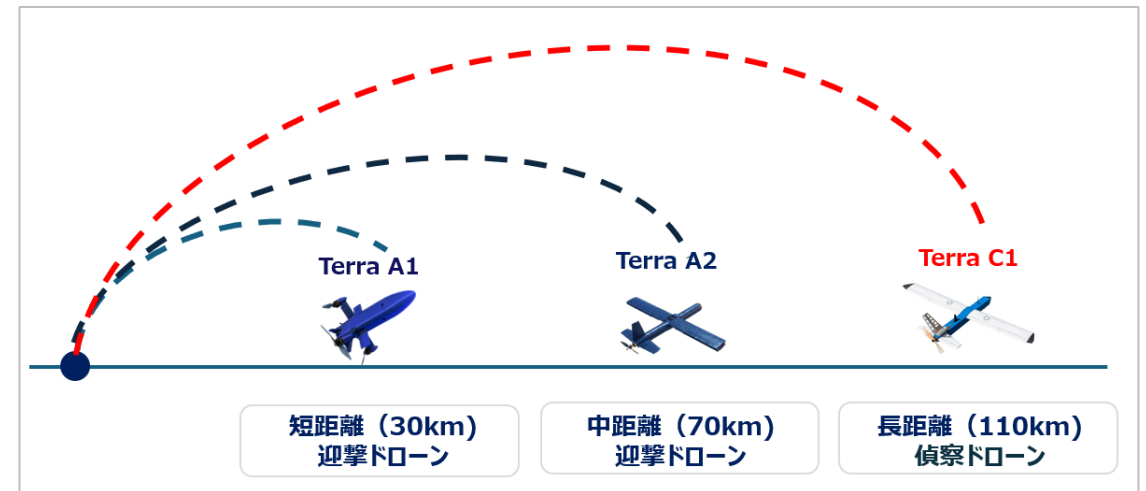 Terra A1
Terra A2
Terra C1
短距離（30km)
迎撃ドローン
中距離（70km)
迎撃ドローン
長距離（110km)
偵察ドローン